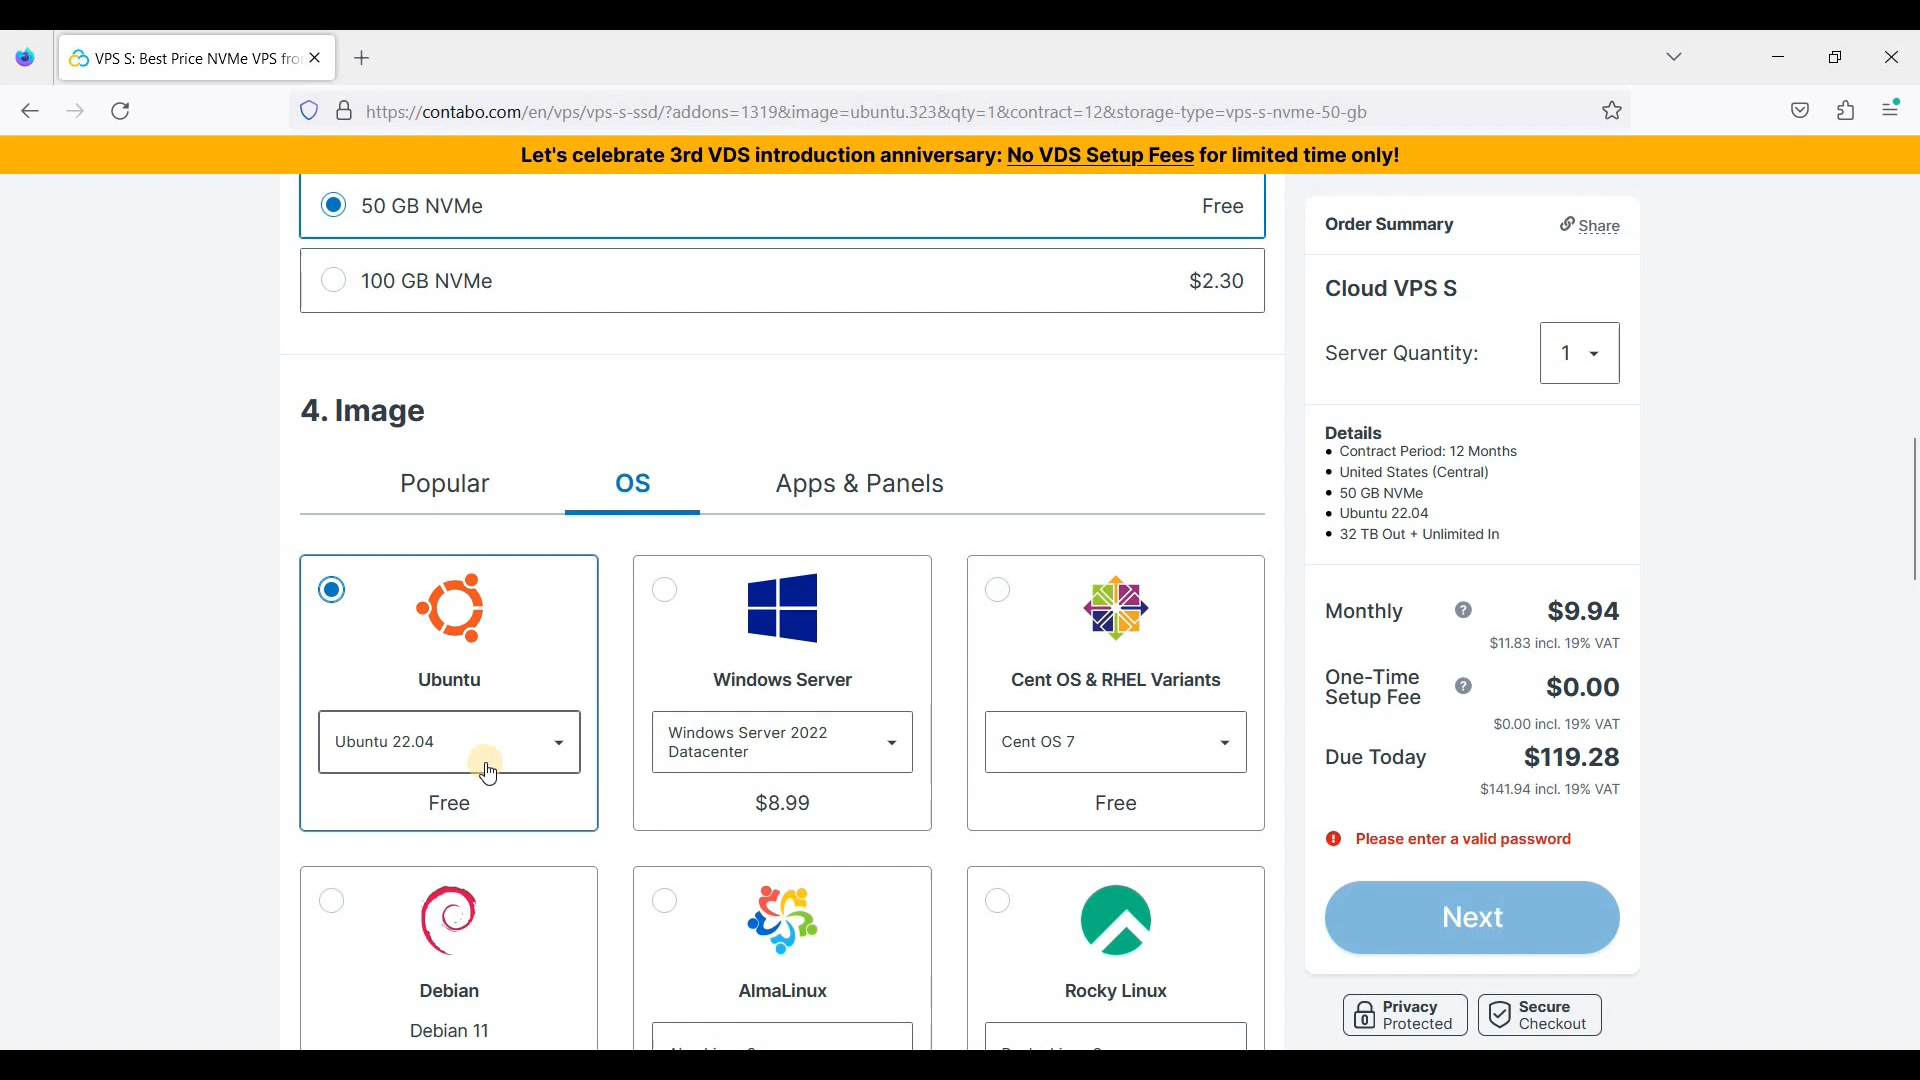 VPS S: Best Price NVMe VPS fro
https://contabo.com/en/vps/vps-s-ssd/?addons=1319&image=ubuntu.323&qty=1&contract=12&storage-type=vps-s-nvme-50-gb
Let's celebrate 3rd VDS introduction anniversary: No VDS Setup Fees for limited time only!
50 GB NVMe Free
100 GB NVMe $2.30
4. Image
Popular OS Apps & Panels
Ubuntu
Ubuntu 22.04
Free
Windows Server
Windows Server 2022
Datacenter
$8.99
Cent OS & RHEL Variants
Cent OS 7
Free
Debian
Debian 11
AlmaLinux
Rocky Linux
Order Summary Share
Cloud VPS S
Server Quantity: 1
Details
Contract Period: 12 Months
United States (Central)
50 GB NVMe
Ubuntu 22.04
32 TB Out + Unlimited In
Monthly ? $9.94
$11.83 incl. 19% VAT
One-Time
Setup Fee ? $0.00
$0.00 incl. 19% VAT
Due Today $119.28
$141.94 incl. 19% VAT
Please enter a valid password
Next
Privacy
Protected
Secure
Checkout